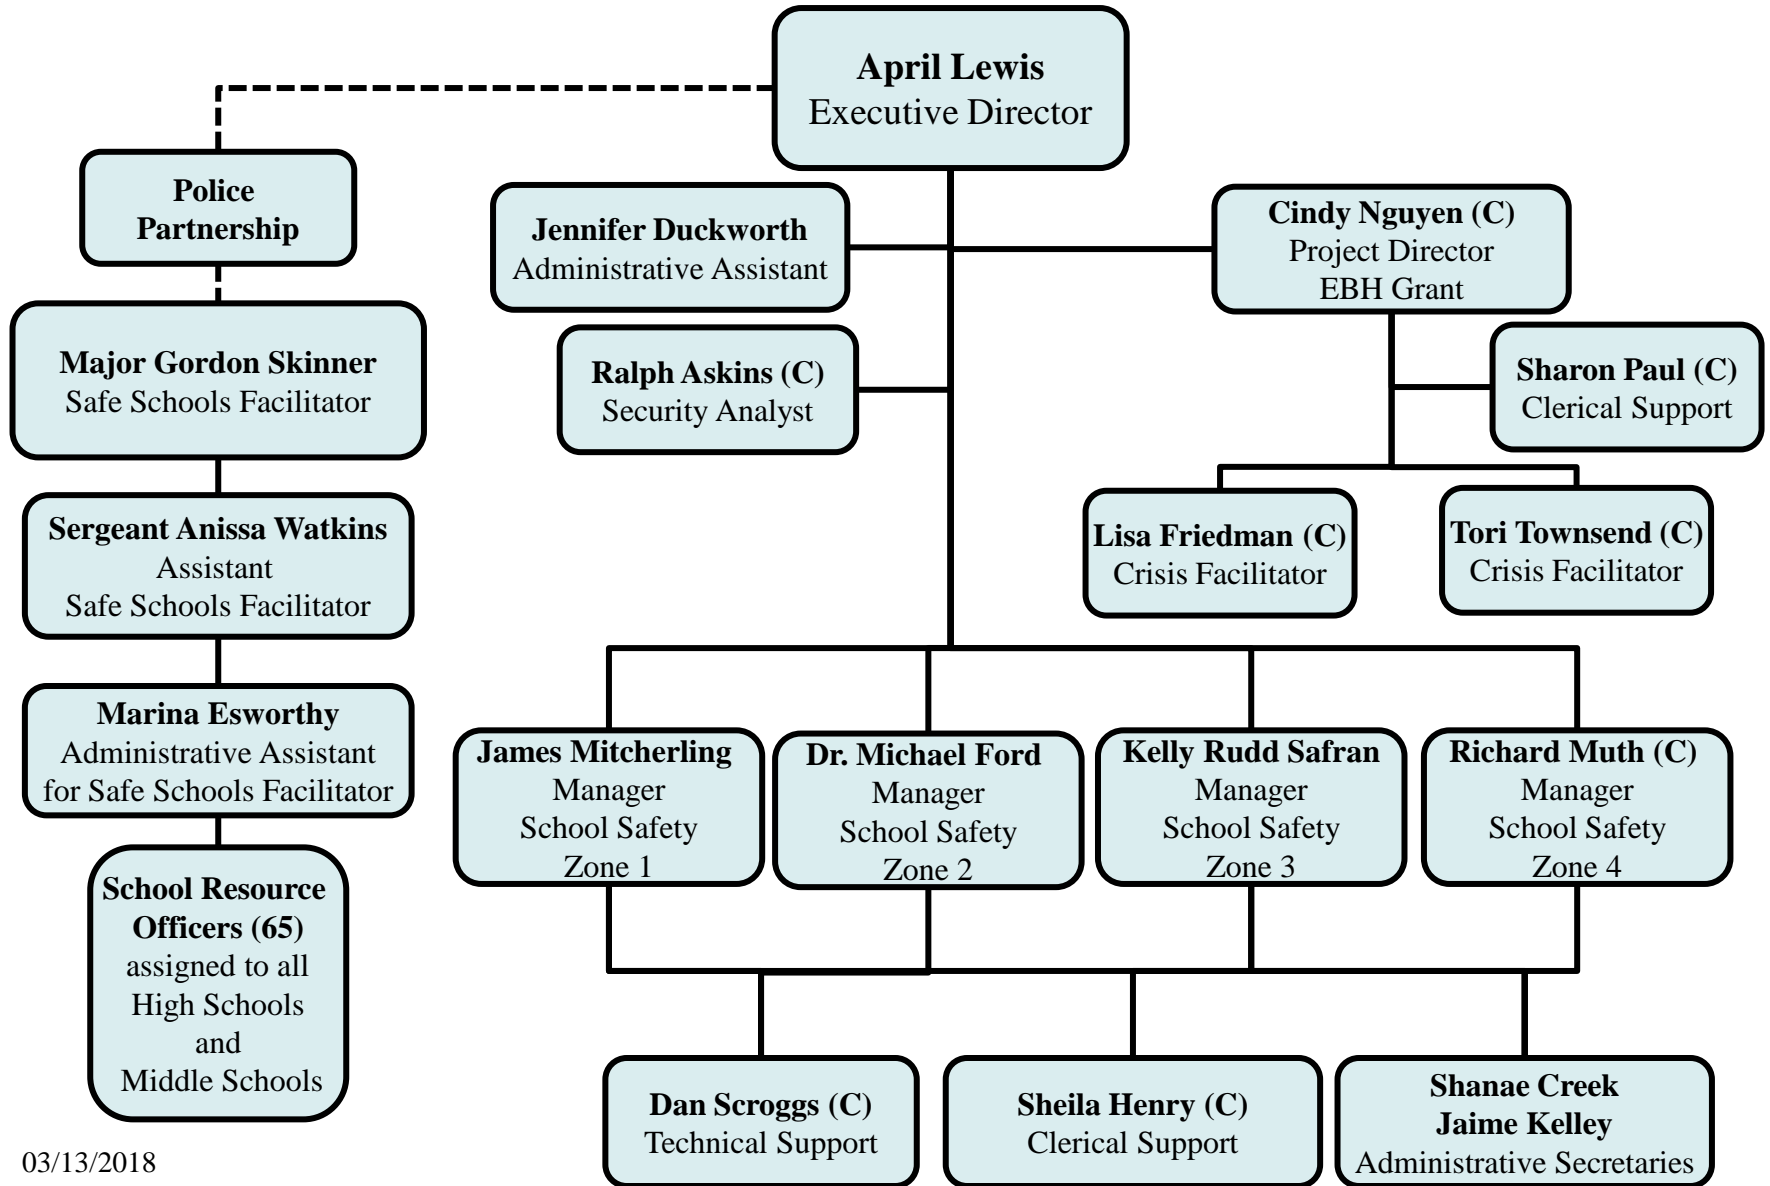 April Lewis
Executive Director
Police
Partnership
Jennifer Duckworth
Administrative Assistant
Cindy Nguyen (C)
Project Director
EBH Grant
Major Gordon Skinner
Safe Schools Facilitator
Ralph Askins (C)
Security Analyst
Sharon Paul (C)
Clerical Support
Sergeant Anissa Watkins
Assistant
Safe Schools Facilitator
Lisa Friedman (C)
Crisis Facilitator
Tori Townsend (C)
Crisis Facilitator
Marina Esworthy
Administrative Assistant
for Safe Schools Facilitator
James Mitcherling
Manager
School Safety
Zone 1
Dr. Michael Ford
Manager
School Safety
Zone 2
Kelly Rudd Safran
Manager
School Safety
Zone 3
Richard Muth (C)
Manager
School Safety
Zone 4
School Resource
Officers (65)
assigned to all
High Schools
and
Middle Schools
Dan Scroggs (C)
Technical Support
Sheila Henry (C)
Clerical Support
Shanae Creek
Jaime Kelley
Administrative Secretaries
03/13/2018